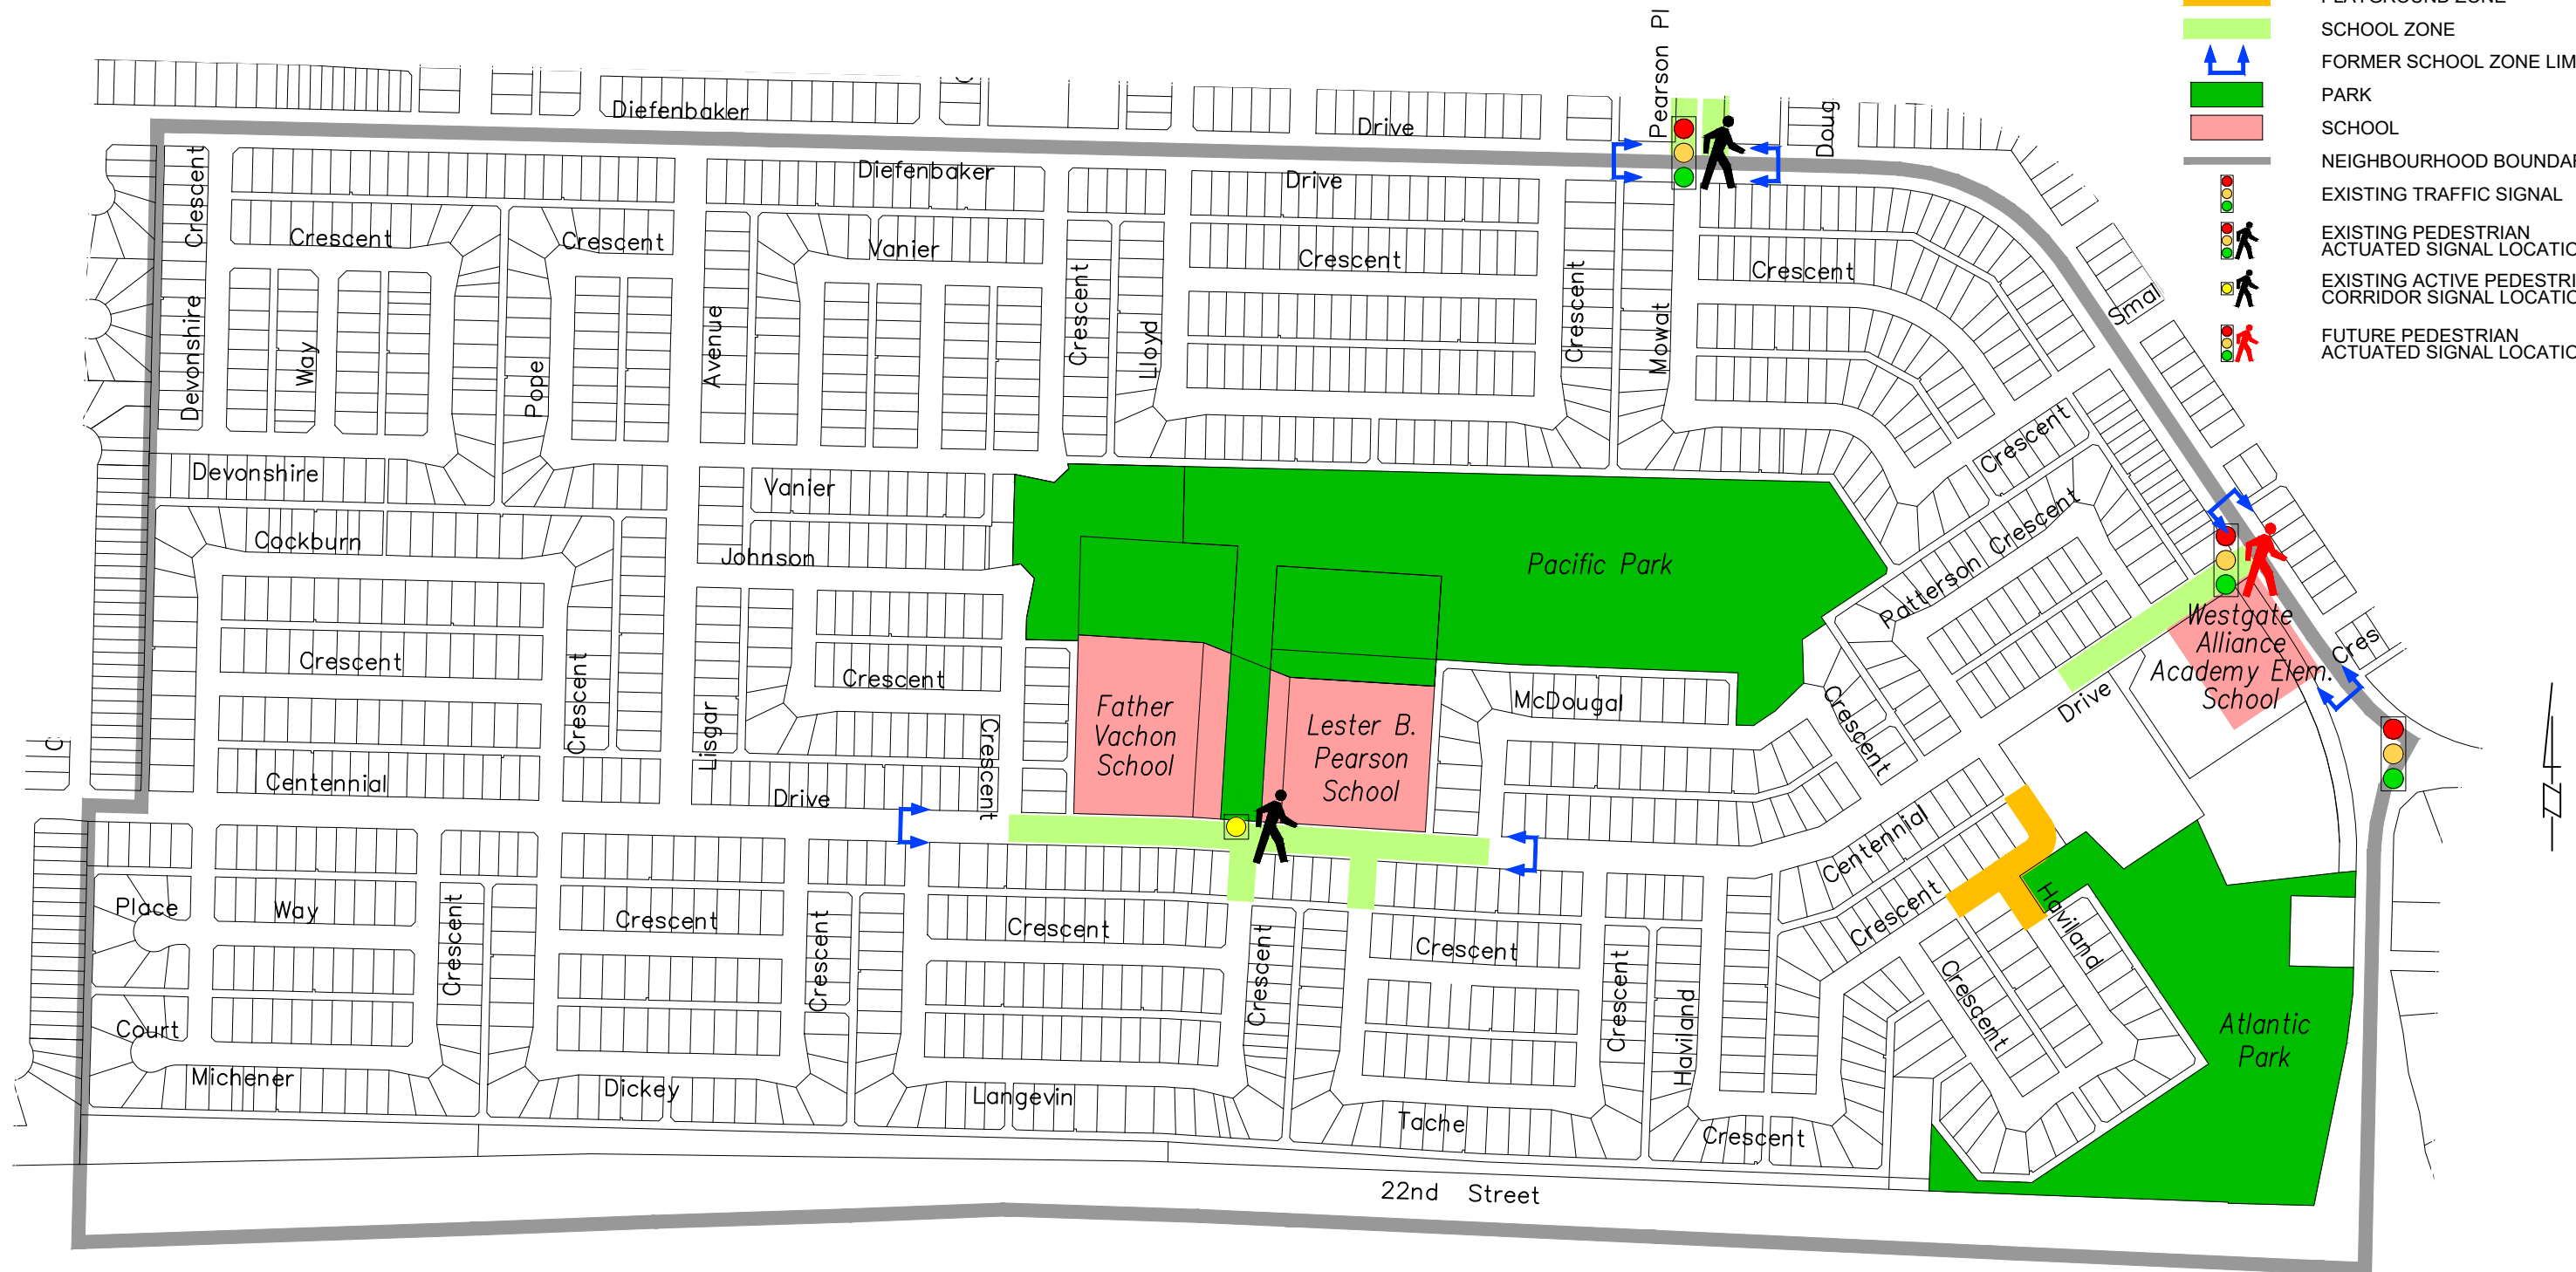 PLAYGROUND ZONE
SCHOOL ZONE
FORMER SCHOOL ZONE LIM
PARK
SCHOOL
NEIGHBOURHOOD BOUNDAR
EXISTING TRAFFIC SIGNAL
EXISTING PEDESTRIAN
ACTUATED SIGNAL LOCATIO
EXISTING ACTIVE PEDESTRI
CORRIDOR SIGNAL LOCATIO
FUTURE PEDESTRIAN
ACTUATED SIGNAL LOCATIO
Pearson Pl
Diefenbaker
Drive
Doug
Crescent
Diefenbaker
Drive
Crescent
Crescent
Vanier
Crescent
Crescent
Devonshire
Way
Pope
Avenue
Crescent
Lloyd
Crescent
Mowat
Smal
Crescent
Devonshire
Vanier
Patterson Crescent
Cockburn
Johnson
Pacific Park
Westgate
Alliance
Academy Elem.
School
Cres
Crescent
Crescent
Crescent
Lisgar
Crescent
Father
Vachon
School
Lester B.
Pearson
School
McDougal
Crescent
Drive
C
Centennial
Drive
Centennial
Place
Way
Crescent
Crescent
Crescent
Crescent
Crescent
Crescent
Crescent
Haviland
Crescent
Haviland
Crescent
Crescent
Court
Atlantic
Park
Michener
Dickey
Langevin
Tache
Crescent
22nd Street
N